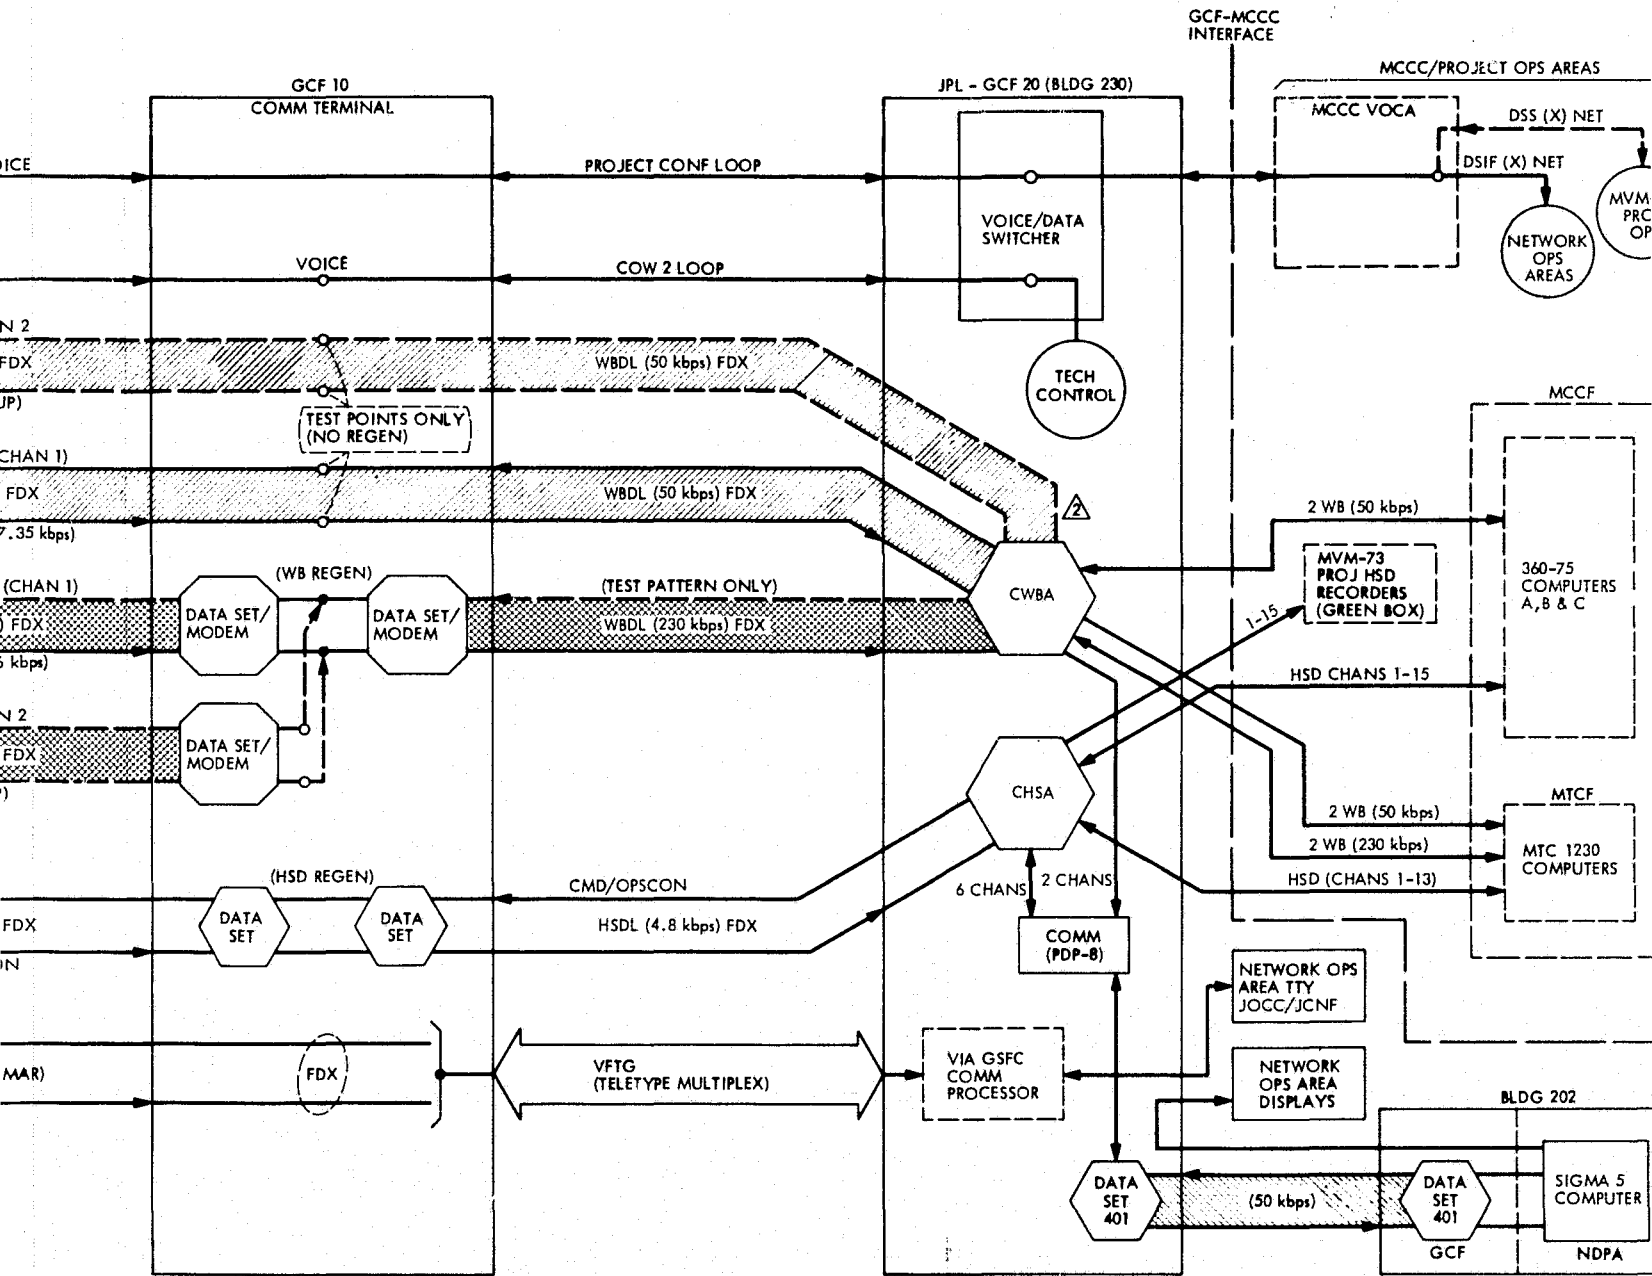 GCF-MCCC
INTERFACE
MCCC/PROJECT OPS AREAS
GCF 10
COMM TERMINAL
JPL - GCF 20 (BLDG 230)
MCCC VOCA
DSS (X) NET
DSIF (X) NET
PROJECT CONF LOOP
VOICE/DATA
SWITCHER
NETWORK
OPS
AREAS
MVM-
PRO
OP
VOICE
COW 2 LOOP
N 2
FDX
UP)
WBDL (50 kbps) FDX
TECH
CONTROL
TEST POINTS ONLY
(NO REGEN)
CHAN 1)
FDX
7.35 kbps)
WBDL (50 kbps) FDX
2
MCCF
2 WB (50 kbps)
360-75
COMPUTERS
A, B & C
MVM-73
PROJ HSD
RECORDERS
(GREEN BOX)
1-15
HSD CHANS 1-15
(CHAN 1)
) FDX
6 kbps)
(WB REGEN)
DATA SET/
MODEM
DATA SET/
MODEM
(TEST PATTERN ONLY)
WBDL (230 kbps) FDX
CWBA
N 2
FDX
DATA SET/
MODEM
CHSA
MTCF
2 WB (50 kbps)
2 WB (230 kbps)
HSD (CHANS 1-13)
MTC 1230
COMPUTERS
6 CHANS
2 CHANS
(HSD REGEN)
FDX
DATA
SET
DATA
SET
CMD/OPSCON
HSDL (4.8 kbps) FDX
COMM
(PDP-8)
NETWORK OPS
AREA TTY
JOCC/JCNF
MAR)
FDX
VFTG
(TELETYPE MULTIPLEX)
VIA GSFC
COMM
PROCESSOR
NETWORK
OPS AREA
DISPLAYS
BLDG 202
DATA
SET
401
(50 kbps)
DATA
SET
401
GCF
SIGMA 5
COMPUTER
NDPA